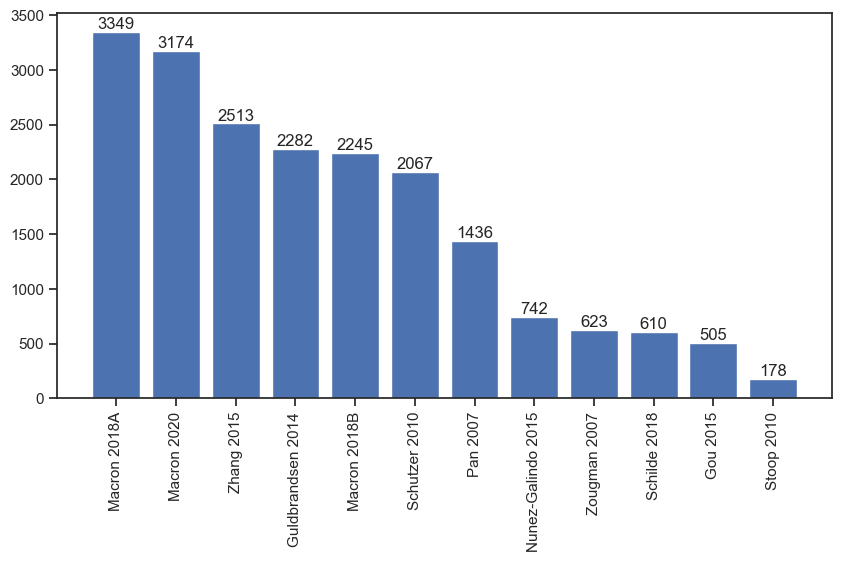 3500
3000
2500
2000
1500
1000
500
0
3349
3174
2513
2282
2245
2067
1436
742
623
610
505
178
Macron 2018A
Macron 2020
Zhang 2015
Guldbrandsen 2014
Macron 2018B
Schutzer 2010
Pan 2007
Nunez-Galindo 2015
Zougman 2007
Schilde 2018
Gou 2015
Stoop 2010